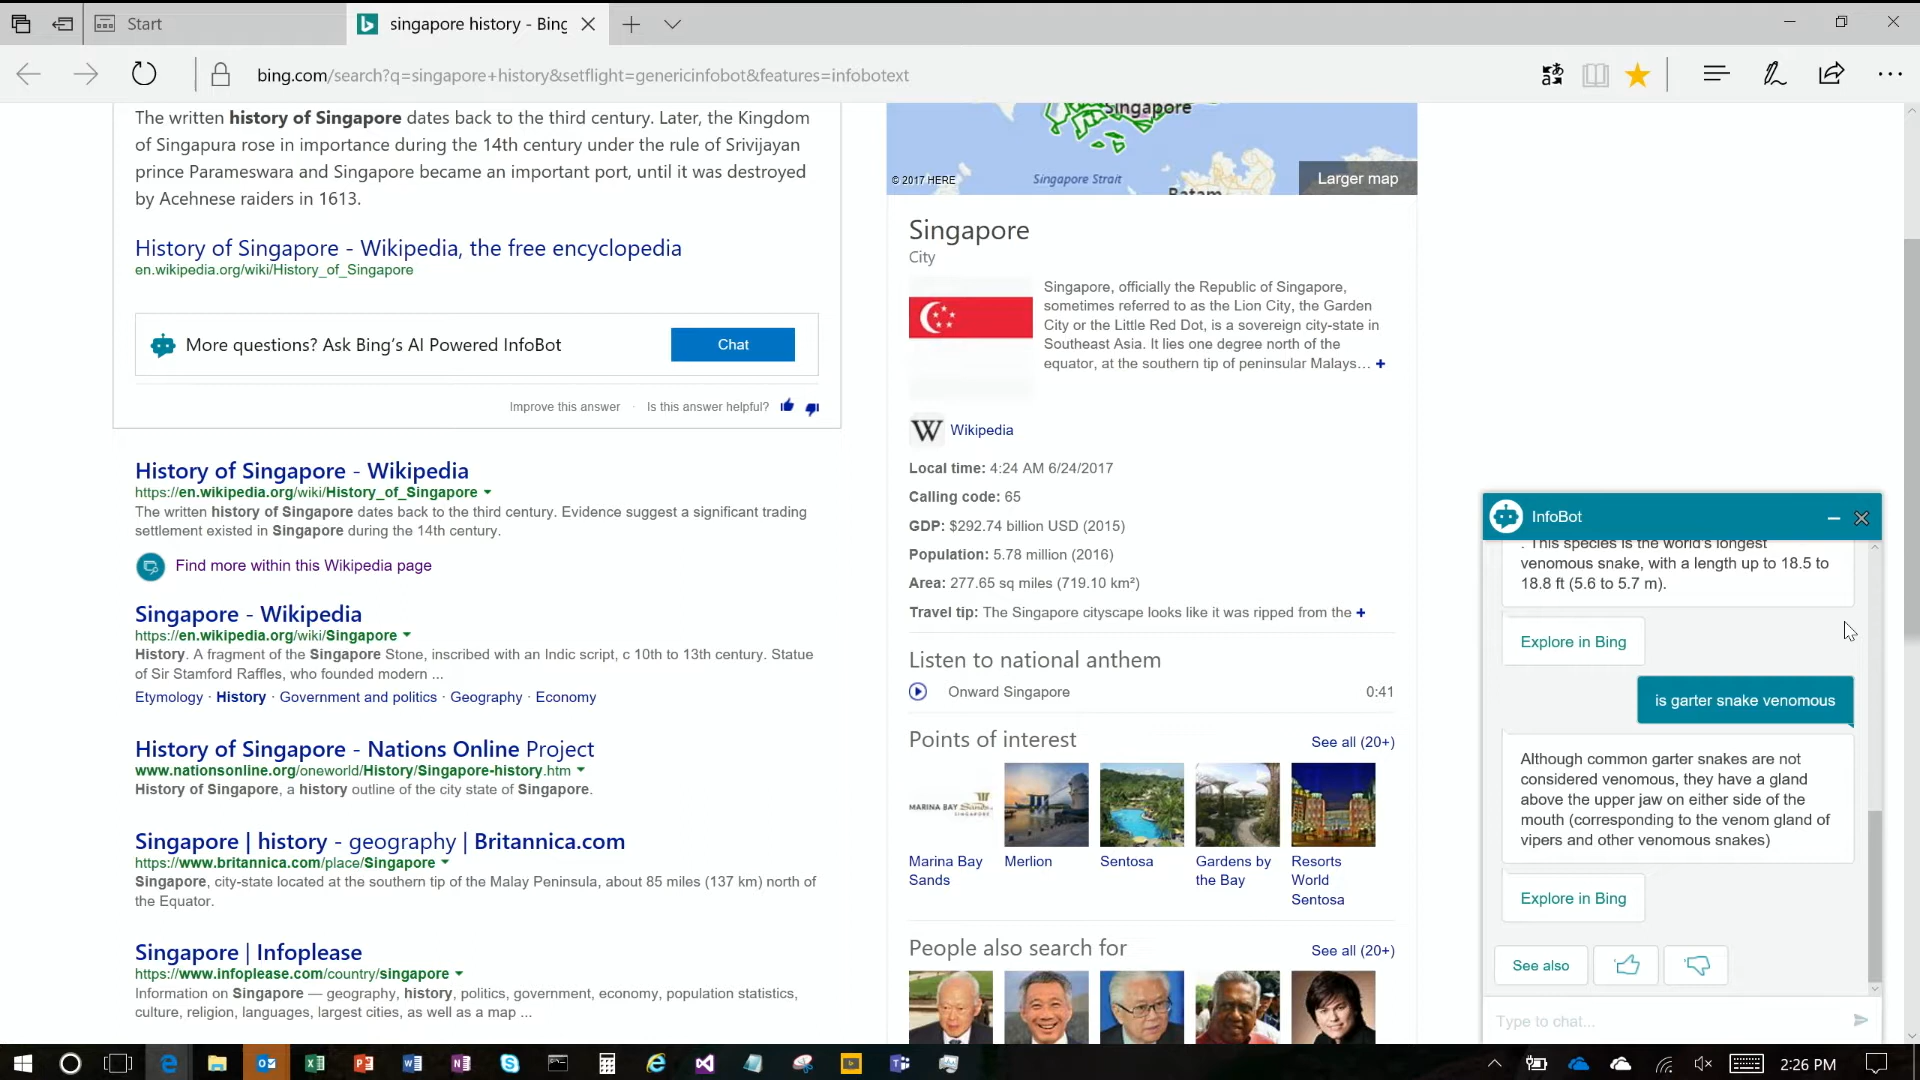 Start
singapore history - Bing
bing.com/search?q=singapore+history&setflight=genericinfobot&features=infobotext
The written history of Singapore dates back to the third century. Later, the Kingdom
of Singapura rose in importance during the 14th century under the rule of Srivijayan
prince Parameswara and Singapore became an important port, until it was destroyed
by Acehnese raiders in 1613.
History of Singapore - Wikipedia, the free encyclopedia
en.wikipedia.org/wiki/History_of_Singapore
More questions? Ask Bing's AI Powered InfoBot
Chat
Improve this answer · Is this answer helpful?
History of Singapore - Wikipedia
https://en.wikipedia.org/wiki/History_of_Singapore
The written history of Singapore dates back to the third century. Evidence suggest a significant trading
settlement existed in Singapore during the 14th century.
Find more within this Wikipedia page
Singapore - Wikipedia
https://en.wikipedia.org/wiki/Singapore
History. A fragment of the Singapore Stone, inscribed with an Indic script, c 10th to 13th century. Statue
of Sir Stamford Raffles, who founded modern ...
Etymology · History · Government and politics · Geography · Economy
History of Singapore - Nations Online Project
www.nationsonline.org/oneworld/History/Singapore-history.htm
History of Singapore, a history outline of the city state of Singapore.
Singapore | history - geography | Britannica.com
https://www.britannica.com/place/Singapore
Singapore, city-state located at the southern tip of the Malay Peninsula, about 85 miles (137 km) north of
the Equator.
Singapore | Infoplease
https://www.infoplease.com/country/singapore
Information on Singapore — geography, history, politics, government, economy, population statistics,
culture, religion, languages, largest cities, as well as a map ...
Singapore
© 2017 HERE
Singapore Strait
Batam
Larger map
Singapore
City
Singapore, officially the Republic of Singapore,
sometimes referred to as the Lion City, the Garden
City or the Little Red Dot, is a sovereign city-state in
Southeast Asia. It lies one degree north of the
equator, at the southern tip of peninsular Malays... +
W Wikipedia
Local time: 4:24 AM 6/24/2017
Calling code: 65
GDP: $292.74 billion USD (2015)
Population: 5.78 million (2016)
Area: 277.65 sq miles (719.10 km²)
Travel tip: The Singapore cityscape looks like it was ripped from the +
Listen to national anthem
Onward Singapore 0:41
Points of interest See all (20+)
MARINA BAY Sands
SINGAPORE
Marina Bay
Sands
Merlion
Sentosa
Gardens by
the Bay
Resorts
World
Sentosa
People also search for See all (20+)
InfoBot
. This species is the world's longest
venomous snake, with a length up to 18.5 to
18.8 ft (5.6 to 5.7 m).
Explore in Bing
is garter snake venomous
Although common garter snakes are not
considered venomous, they have a gland
above the upper jaw on either side of the
mouth (corresponding to the venom gland of
vipers and other venomous snakes)
Explore in Bing
See also
Type to chat...
2:26 PM